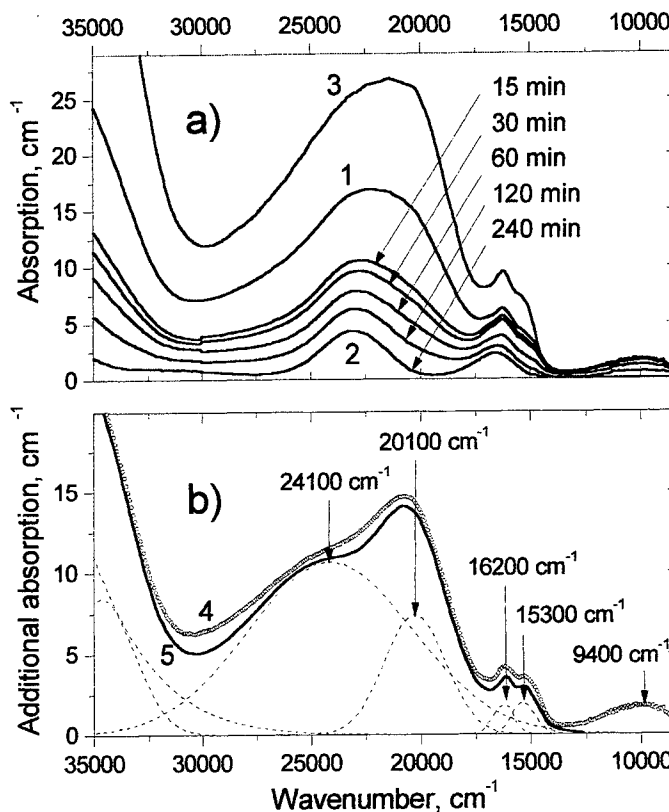 35000 30000 25000 20000 15000 10000
Absorption, cm⁻¹
25
20
15
10
5
0
a)
3
1
2
15 min
30 min
60 min
120 min
240 min
Additional absorption, cm⁻¹
15
10
5
0
b)
4
5
24100 cm⁻¹
20100 cm⁻¹
16200 cm⁻¹
15300 cm⁻¹
9400 cm⁻¹
35000 30000 25000 20000 15000 10000
Wavenumber, cm⁻¹